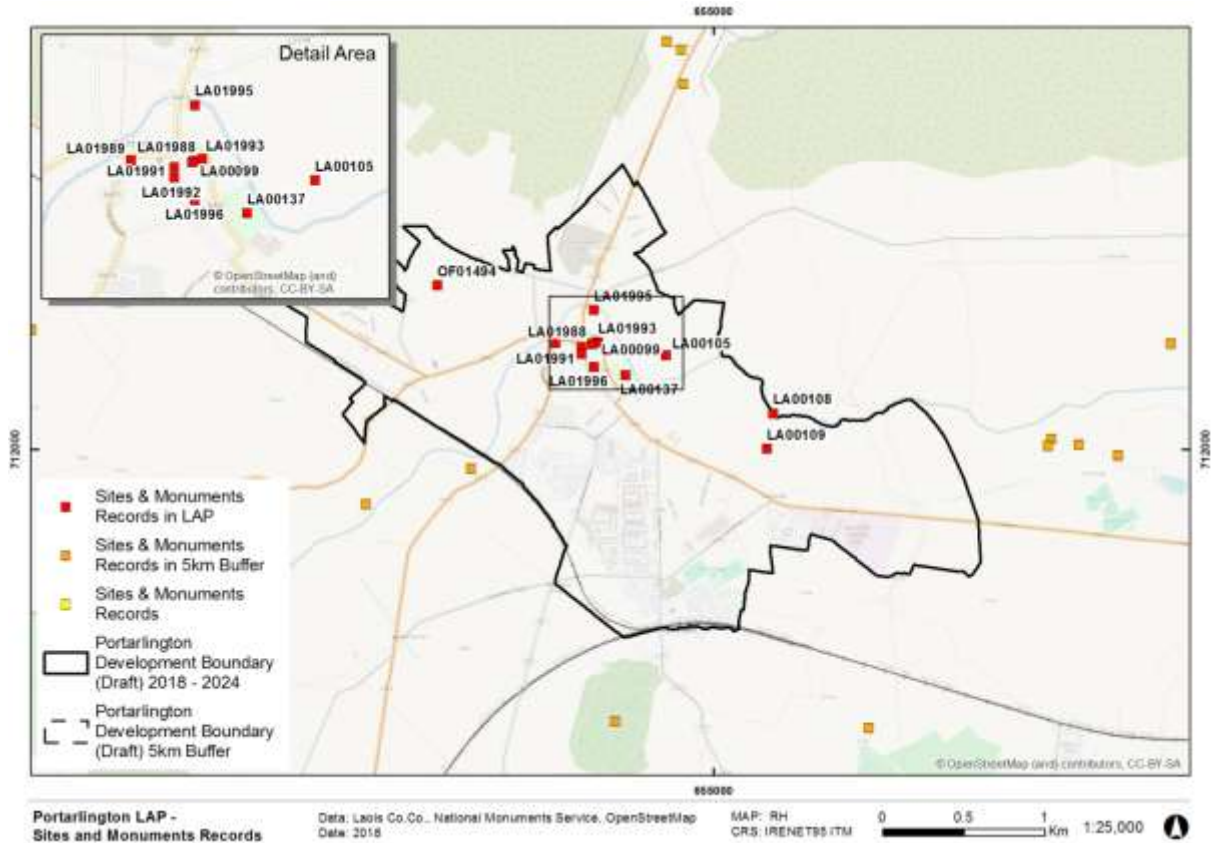 655000
Detail Area
LA01995
LA01989
LA01988
LA01993
LA01991
LA00099
LA00105
LA01992
LA00137
LA01996
© OpenStreetMap (and)
contributors, CC-BY-SA
OF01494
LA01995
LA01988
LA01993
LA00099
LA00105
LA01991
LA01996
LA00137
LA00108
LA00109
712000
712000
Sites & Monuments
Records in LAP
Sites & Monuments
Records in 5km Buffer
Sites & Monuments
Records
Portarlington
Development Boundary
(Draft) 2018 - 2024
Portarlington
Development Boundary
(Draft) 5km Buffer
© OpenStreetMap (and) contributors, CC-BY-SA
655000
Portarlington LAP -
Sites and Monuments Records
Data: Laois Co.Co., National Monuments Service, OpenStreetMap
Date: 2018
MAP: RH
CRS: IRENET95 ITM
0 0.5 1
Km
1:25,000